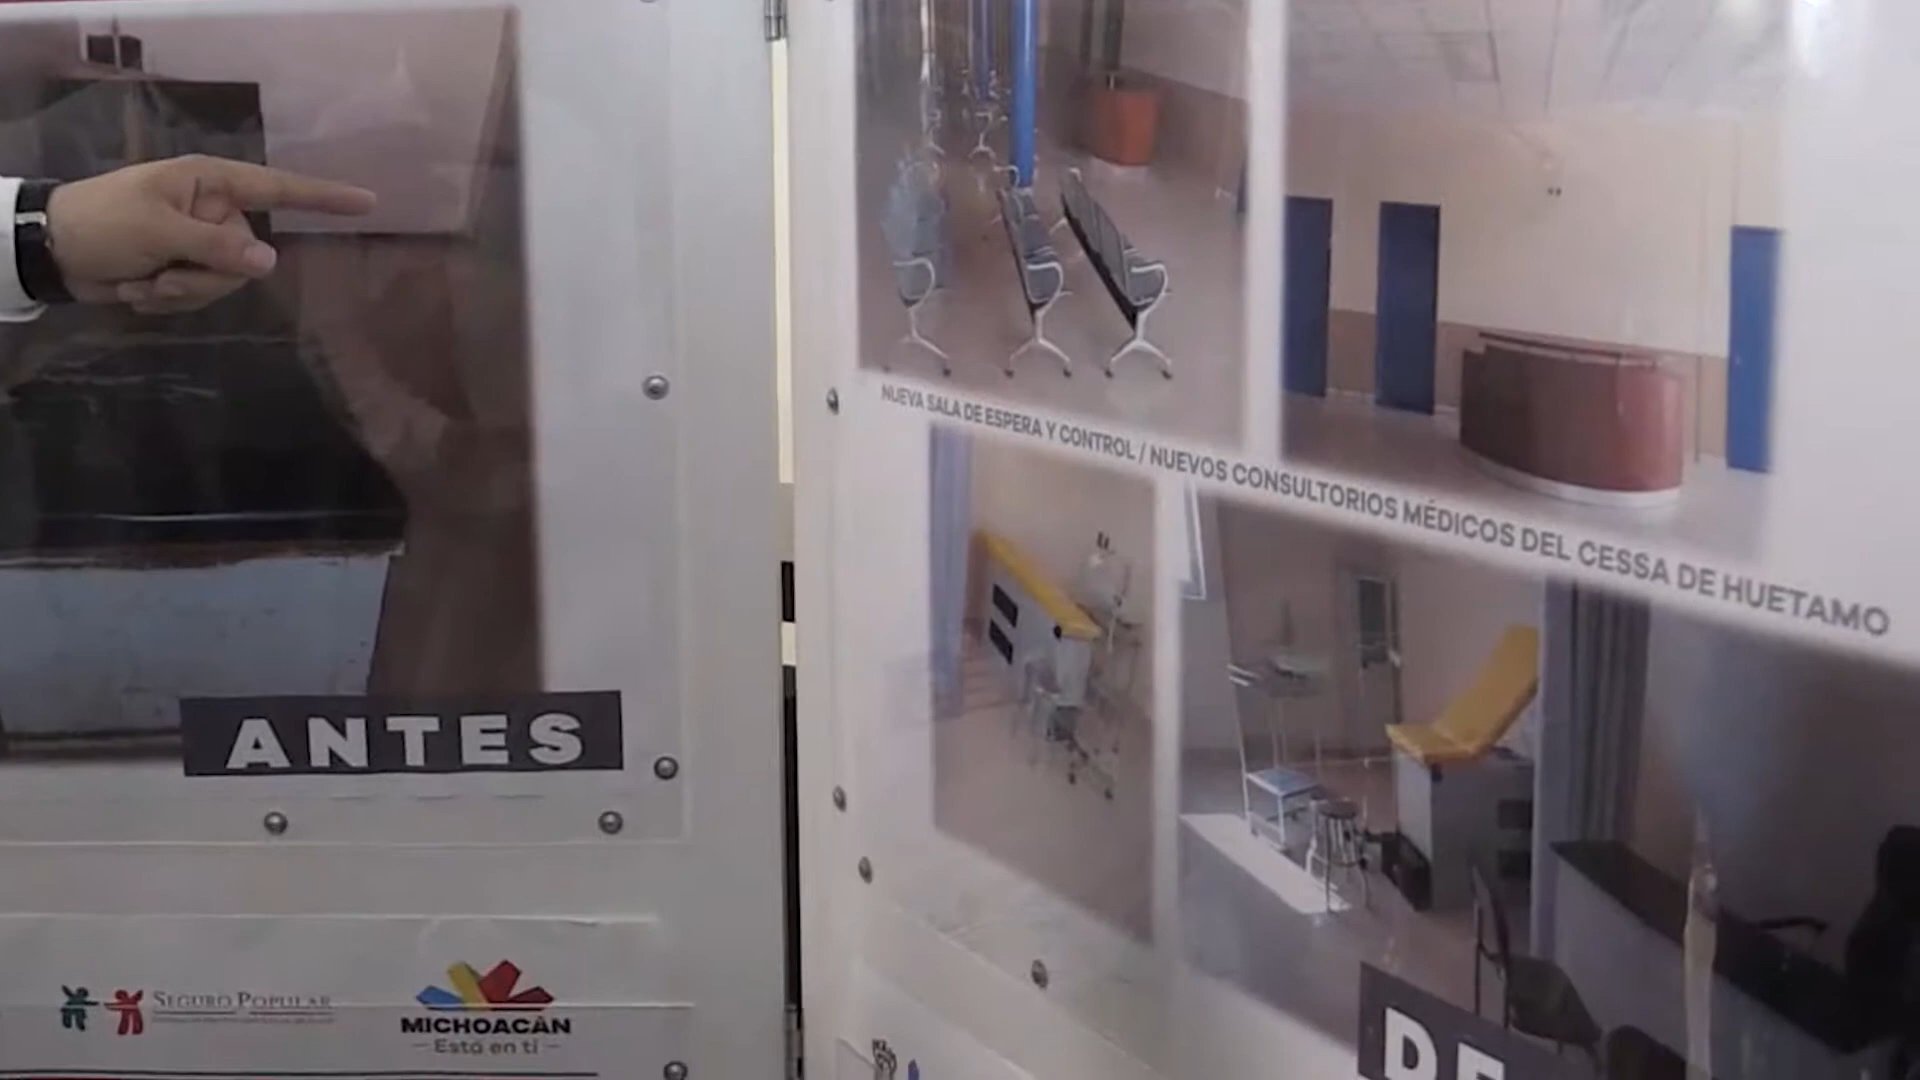 NUEVA SALA DE ESPERA Y CONTROL / NUEVOS CONSULTORIOS MÉDICOS DEL CESSA DE HUETAMO
ANTES
SEGURO POPULAR
MICHOACÁN
Está en ti
DE